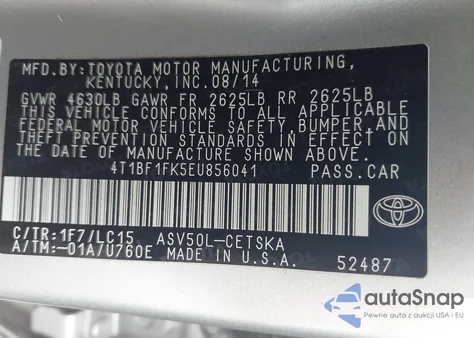 MFD.BY:TOYOTA MOTOR MANUFACTURING,
KENTUCKY,INC.08/14
GVWR 4630LB GAWR FR 2625LB RR 2625LB
THIS VEHICLE CONFORMS TO ALL APPLICABLE
FEDERAL MOTOR VEHICLE SAFETY, BUMPER, AND
THEFT PREVENTION STANDARDS IN EFFECT ON
THE DATE OF MANUFACTURE SHOWN ABOVE.
4T1BF1FK5EU856041 PASS.CAR
C/TR:1F7/LC15 ASV50L-CETSKA
A/TM:-01A/U760E MADE IN U.S.A. 52487
TOYOTA
autoSnap
Pewne auta z aukcji USA i EU